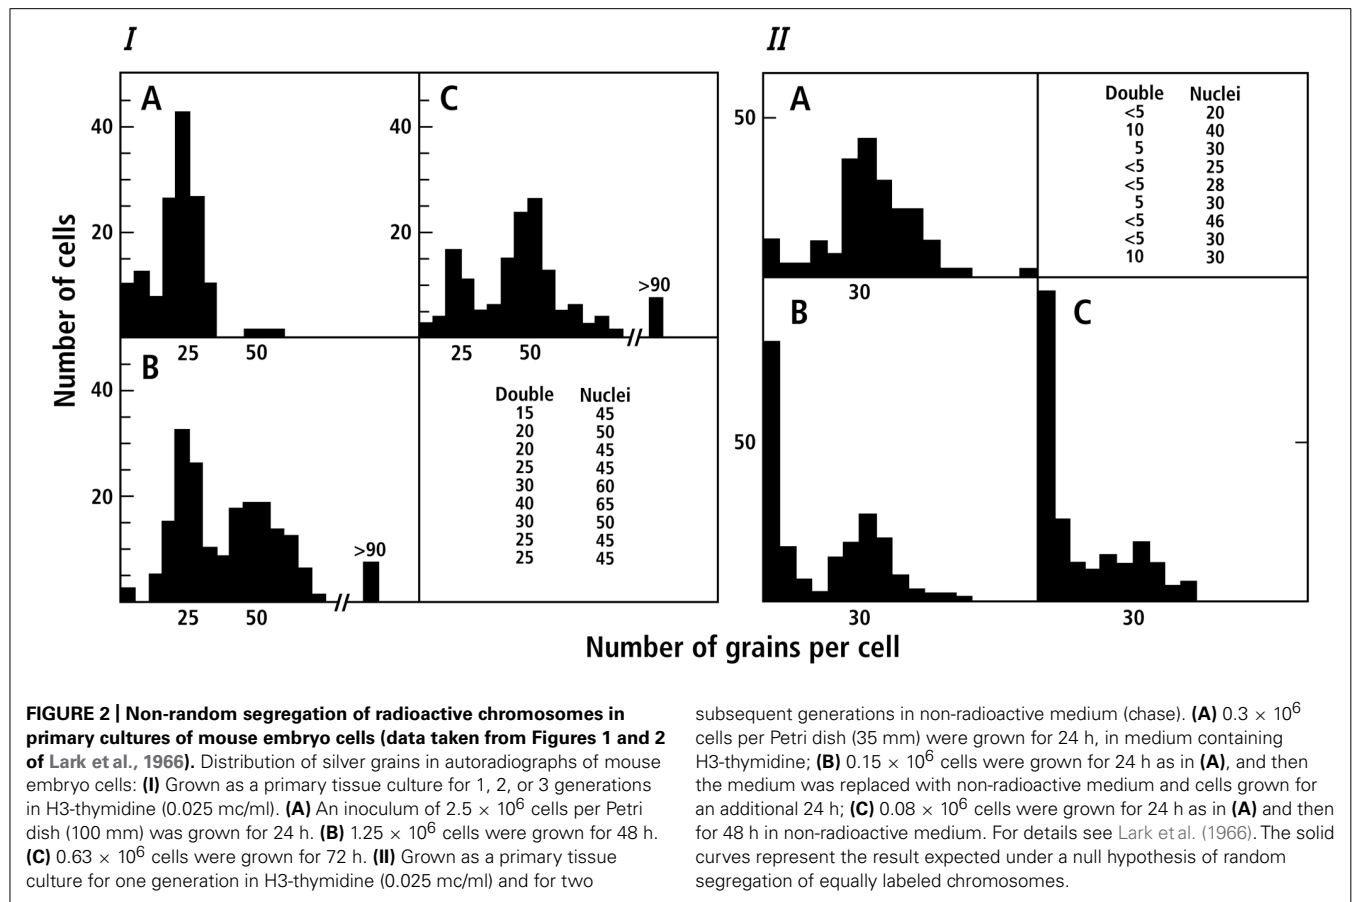 I
A
40
20
25
50
C
40
20
>90
25
50
Number of cells
B
40
20
>90
25
50
Double Nuclei
15 45
20 50
20 45
25 45
30 60
40 65
30 50
25 45
25 45
II
A
50
30
Double Nuclei
<5 20
10 40
5 30
<5 25
<5 28
5 30
<5 46
<5 30
10 30
B
50
30
C
30
Number of grains per cell
FIGURE 2 | Non-random segregation of radioactive chromosomes in
primary cultures of mouse embryo cells (data taken from Figures 1 and 2
of Lark et al., 1966). Distribution of silver grains in autoradiographs of mouse
embryo cells: (I) Grown as a primary tissue culture for 1, 2, or 3 generations
in H3-thymidine (0.025 mc/ml). (A) An inoculum of 2.5 × 10⁶ cells per Petri
dish (100 mm) was grown for 24 h. (B) 1.25 × 10⁶ cells were grown for 48 h.
(C) 0.63 × 10⁶ cells were grown for 72 h. (II) Grown as a primary tissue
culture for one generation in H3-thymidine (0.025 mc/ml) and for two
subsequent generations in non-radioactive medium (chase). (A) 0.3 × 10⁶
cells per Petri dish (35 mm) were grown for 24 h, in medium containing
H3-thymidine; (B) 0.15 × 10⁶ cells were grown for 24 h as in (A), and then
the medium was replaced with non-radioactive medium and cells grown for
an additional 24 h; (C) 0.08 × 10⁶ cells were grown for 24 h as in (A) and then
for 48 h in non-radioactive medium. For details see Lark et al. (1966). The solid
curves represent the result expected under a null hypothesis of random
segregation of equally labeled chromosomes.